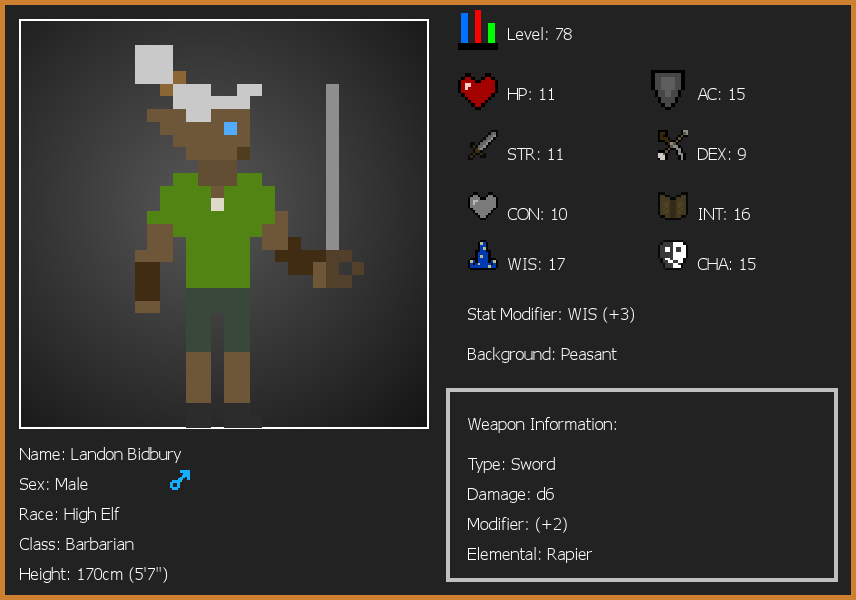 Level: 78
HP: 11
AC: 15
STR: 11
DEX: 9
CON: 10
INT: 16
WIS: 17
CHA: 15
Stat Modifier: WIS (+3)
Background: Peasant
Weapon Information:
Type: Sword
Damage: d6
Modifier: (+2)
Elemental: Rapier
Name: Landon Bidbury
Sex: Male
Race: High Elf
Class: Barbarian
Height: 170cm (5'7")